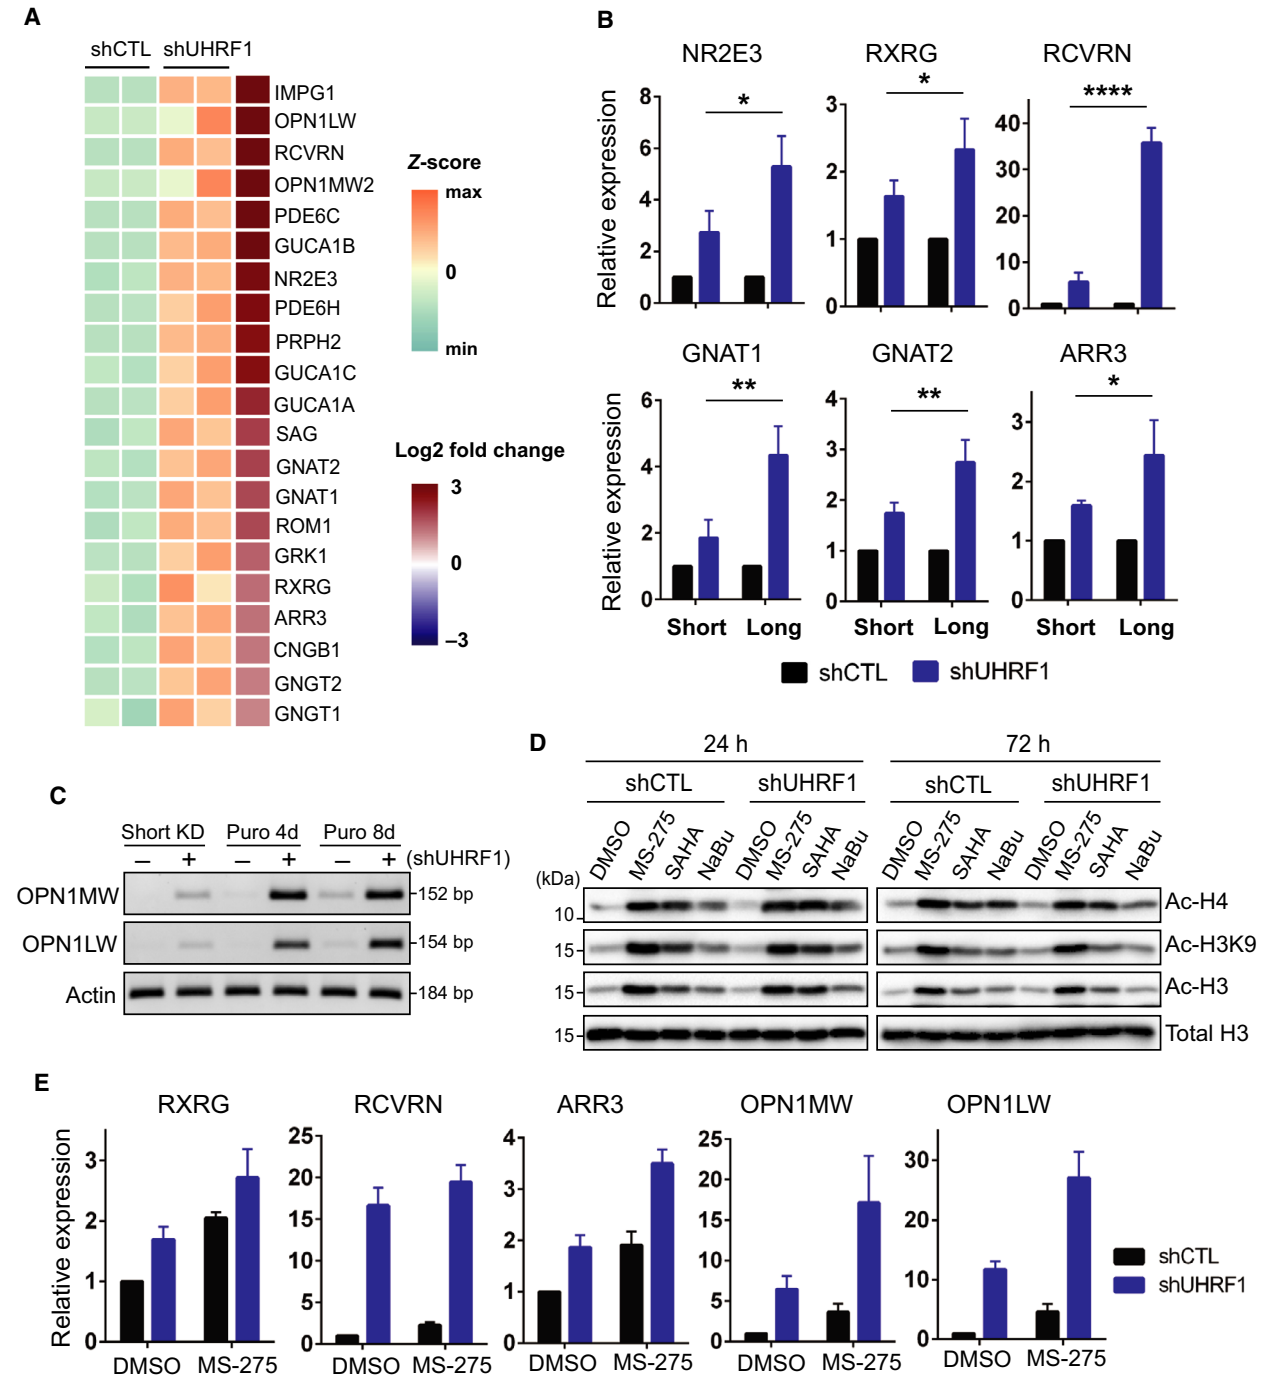 A
shCTL shUHRF1
IMPG1
OPN1LW
RCVRN
OPN1MW2
PDE6C
GUCA1B
NR2E3
PDE6H
PRPH2
GUCA1C
GUCA1A
SAG
GNAT2
GNAT1
ROM1
GRK1
RXRG
ARR3
CNGB1
GNGT2
GNGT1
Z-score
max
0
min
Log2 fold change
3
0
–3
B
NR2E3 RXRG RCVRN
Relative expression
8
6
4
2
0
*
3
2
1
0
*
40
30
20
10
0
****
GNAT1 GNAT2 ARR3
Relative expression
6
4
2
0
**
4
3
2
1
0
**
3
2
1
0
*
Short Long Short Long Short Long
shCTL shUHRF1
C
Short KD Puro 4d Puro 8d
– + – + – + (shUHRF1)
OPN1MW 152 bp
OPN1LW 154 bp
Actin 184 bp
D
24 h 72 h
shCTL shUHRF1 shCTL shUHRF1
DMSO MS-275 SAHA NaBu DMSO MS-275 SAHA NaBu DMSO MS-275 SAHA NaBu DMSO MS-275 SAHA NaBu
(kDa)
10 Ac-H4
15 Ac-H3K9
15 Ac-H3
15 Total H3
E
RXRG RCVRN ARR3 OPN1MW OPN1LW
Relative expression
3
2
1
0
25
20
15
10
5
0
4
3
2
1
0
25
20
15
10
5
0
30
20
10
0
DMSO MS-275 DMSO MS-275 DMSO MS-275 DMSO MS-275 DMSO MS-275
shCTL
shUHRF1